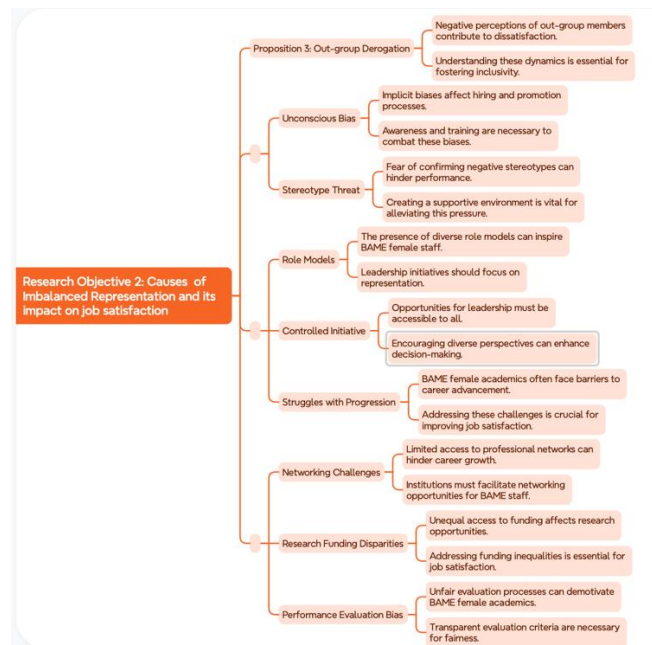 Research Objective 2: Causes of
Imbalanced Representation and its
impact on job satisfaction
Proposition 3: Out-group Derogation
Negative perceptions of out-group members
contribute to dissatisfaction.
Understanding these dynamics is essential for
fostering inclusivity.
Unconscious Bias
Implicit biases affect hiring and promotion
processes.
Awareness and training are necessary to
combat these biases.
Stereotype Threat
Fear of confirming negative stereotypes can
hinder performance.
Creating a supportive environment is vital for
alleviating this pressure.
Role Models
The presence of diverse role models can inspire
BAME female staff.
Leadership initiatives should focus on
representation.
Controlled Initiative
Opportunities for leadership must be
accessible to all.
Encouraging diverse perspectives can enhance
decision-making.
Struggles with Progression
BAME female academics often face barriers to
career advancement.
Addressing these challenges is crucial for
improving job satisfaction.
Networking Challenges
Limited access to professional networks can
hinder career growth.
Institutions must facilitate networking
opportunities for BAME staff.
Research Funding Disparities
Unequal access to funding affects research
opportunities.
Addressing funding inequalities is essential for
job satisfaction.
Performance Evaluation Bias
Unfair evaluation processes can demotivate
BAME female academics.
Transparent evaluation criteria are necessary
for fairness.